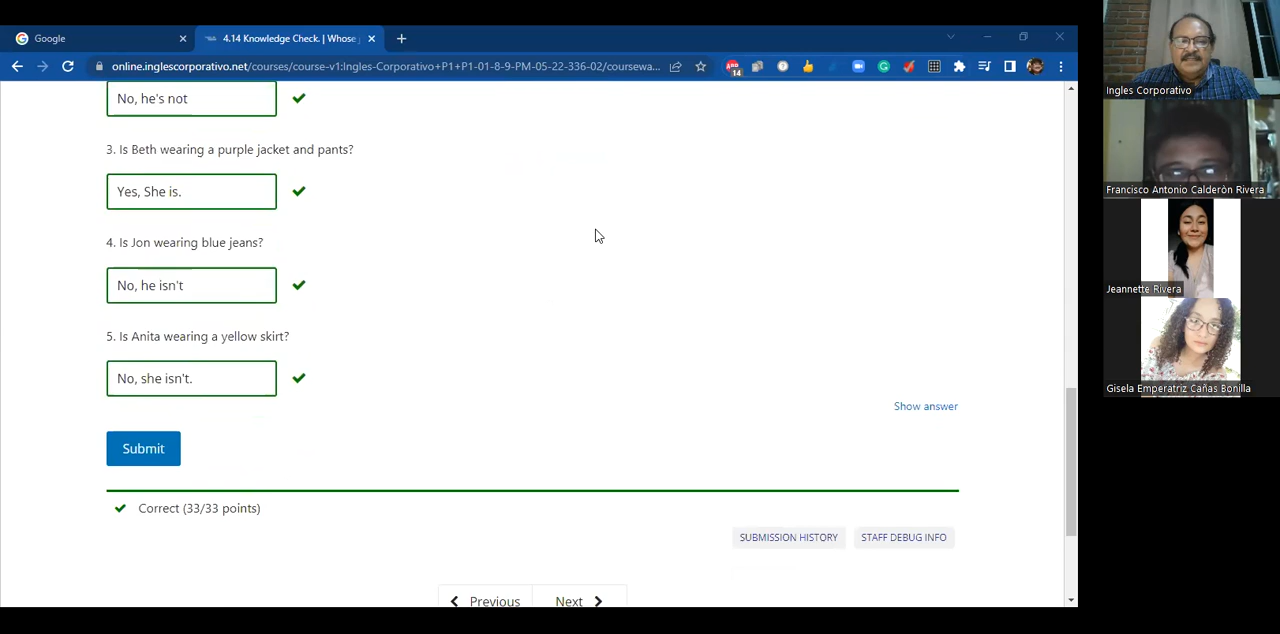 Google
4.14 Knowledge Check. | Whose
online.inglescorporativo.net/courses/course-v1:Ingles-Corporativo+P1+P1-01-8-9-PM-05-22-336-02/coursewa...
14
No, he's not
3. Is Beth wearing a purple jacket and pants?
Yes, She is.
4. Is Jon wearing blue jeans?
No, he isn't
5. Is Anita wearing a yellow skirt?
No, she isn't.
Show answer
Submit
Correct (33/33 points)
SUBMISSION HISTORY
STAFF DEBUG INFO
Previous
Next
Ingles Corporativo
Francisco Antonio Calderòn Rivera
Jeannette Rivera
Gisela Emperatriz Cañas Bonilla